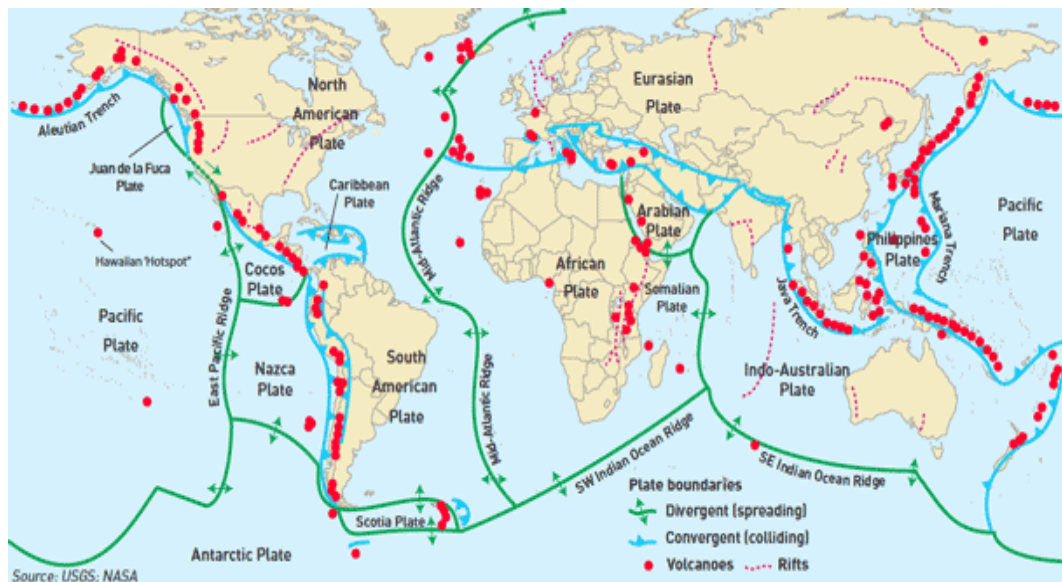 North
American
Plate
Eurasian
Plate
Aleutian Trench
Juan de la Fuca
Plate
Caribbean
Plate
Mid-Atlantic Ridge
Arabian
Plate
Mariana Trench
Pacific
Plate
Philippines
Plate
Hawaiian "Hotspot"
Cocos
Plate
African
Plate
Somalian
Plate
Java Trench
Pacific
Plate
East Pacific Ridge
Nazca
Plate
South
American
Plate
Mid-Atlantic Ridge
Indo-Australian
Plate
SW Indian Ocean Ridge
SE Indian Ocean Ridge
Scotia Plate
Antarctic Plate
Plate boundaries
Divergent (spreading)
Convergent (colliding)
Volcanoes
Rifts
Source: USGS; NASA